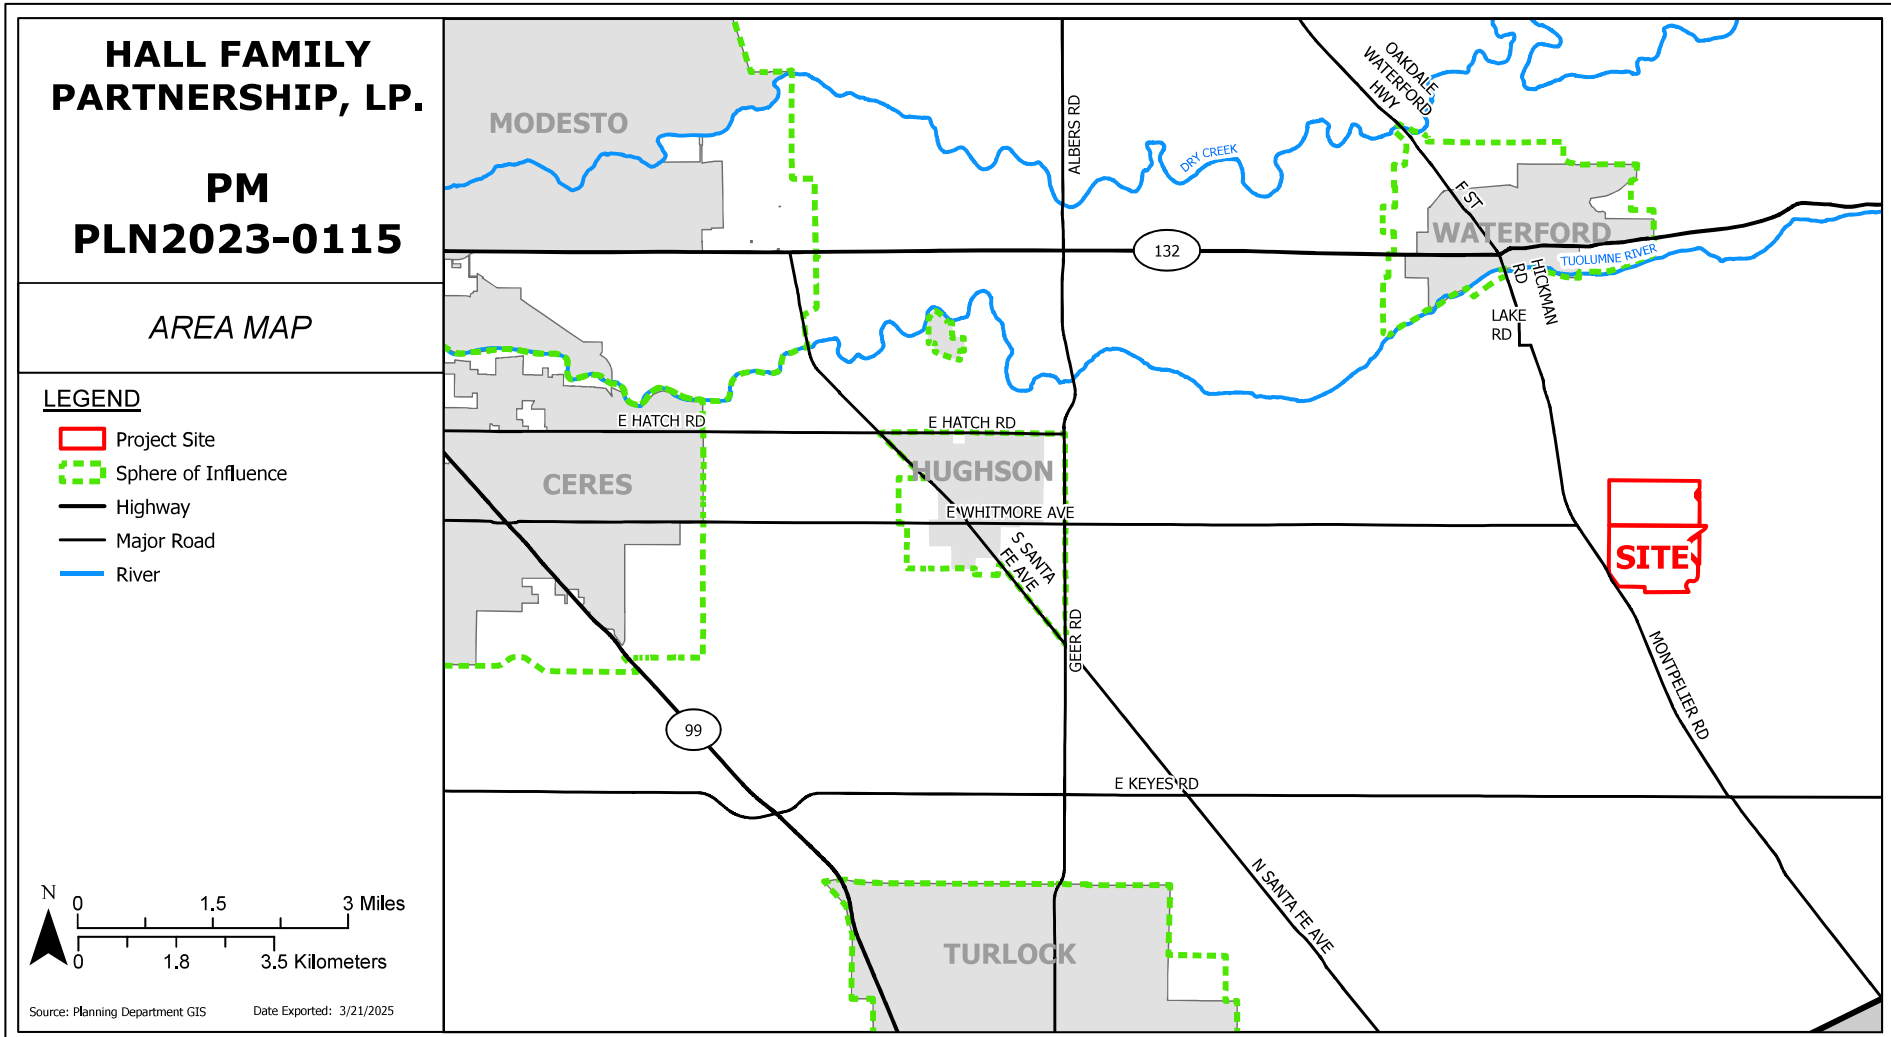 HALL FAMILY
PARTNERSHIP, LP.
PM
PLN2023-0115
AREA MAP
LEGEND
Project Site
Sphere of Influence
Highway
Major Road
River
N
0 1.5 3 Miles
0 1.8 3.5 Kilometers
Source: Planning Department GIS Date Exported: 3/21/2025
MODESTO
ALBERS RD
OAKDALE
WATERFORD
HWY
DRY CREEK
F ST
WATERFORD
132
TUOLUMNE RIVER
HICKMAN
RD
LAKE
RD
E HATCH RD
E HATCH RD
CERES
HUGHSON
E WHITMORE AVE
S SANTA
FE AVE
SITE
GEER RD
MONTPELIER RD
99
E KEYES RD
N SANTA FE AVE
TURLOCK